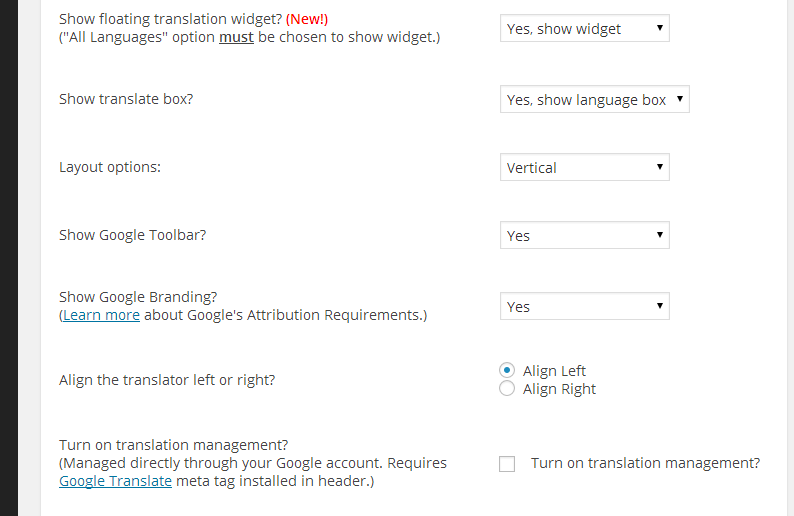 Show floating translation widget? (New!)
("All Languages" option must be chosen to show widget.)
Yes, show widget
Show translate box?
Yes, show language box
Layout options:
Vertical
Show Google Toolbar?
Yes
Show Google Branding?
(Learn more about Google's Attribution Requirements.)
Yes
Align the translator left or right?
Align Left
Align Right
Turn on translation management?
(Managed directly through your Google account. Requires
Google Translate meta tag installed in header.)
Turn on translation management?